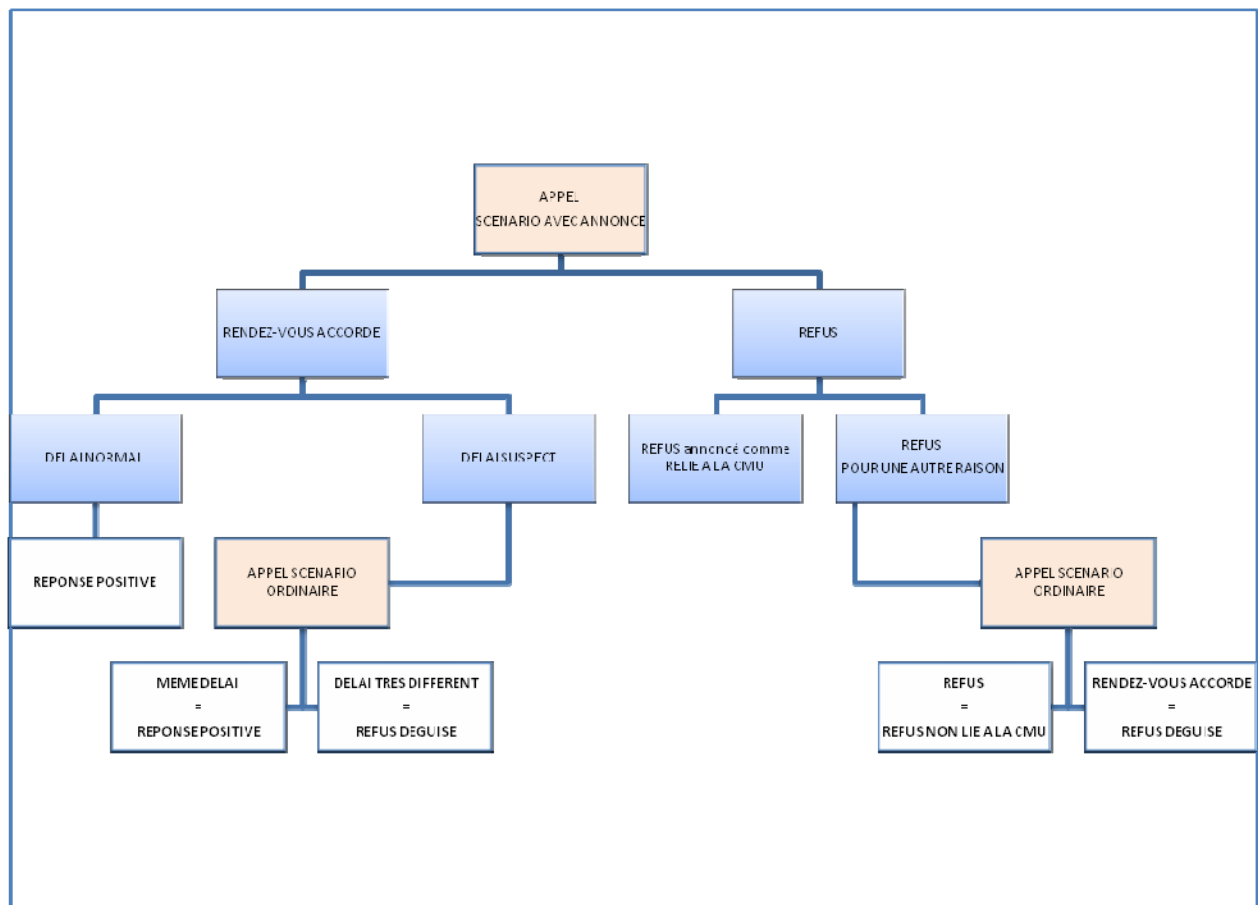 APPEL
SCENARIO AVEC ANNONCE
RENDEZ-VOUS ACCORDE
REFUS
DELAI NORMAL
DELAI SUSPECT
REFUS annoncé comme
RELIE A LA CMU
REFUS
POUR UNE AUTRE RAISON
REPONSE POSITIVE
APPEL SCENARIO
ORDINAIRE
APPEL SCENARIO
ORDINAIRE
MEME DELAI
=
REPONSE POSITIVE
DELAI TRES DIFFERENT
=
REFUS DEGUISE
REFUS
=
REFUS NON LIE A LA CMU
RENDEZ-VOUS ACCORDE
=
REFUS DEGUISE